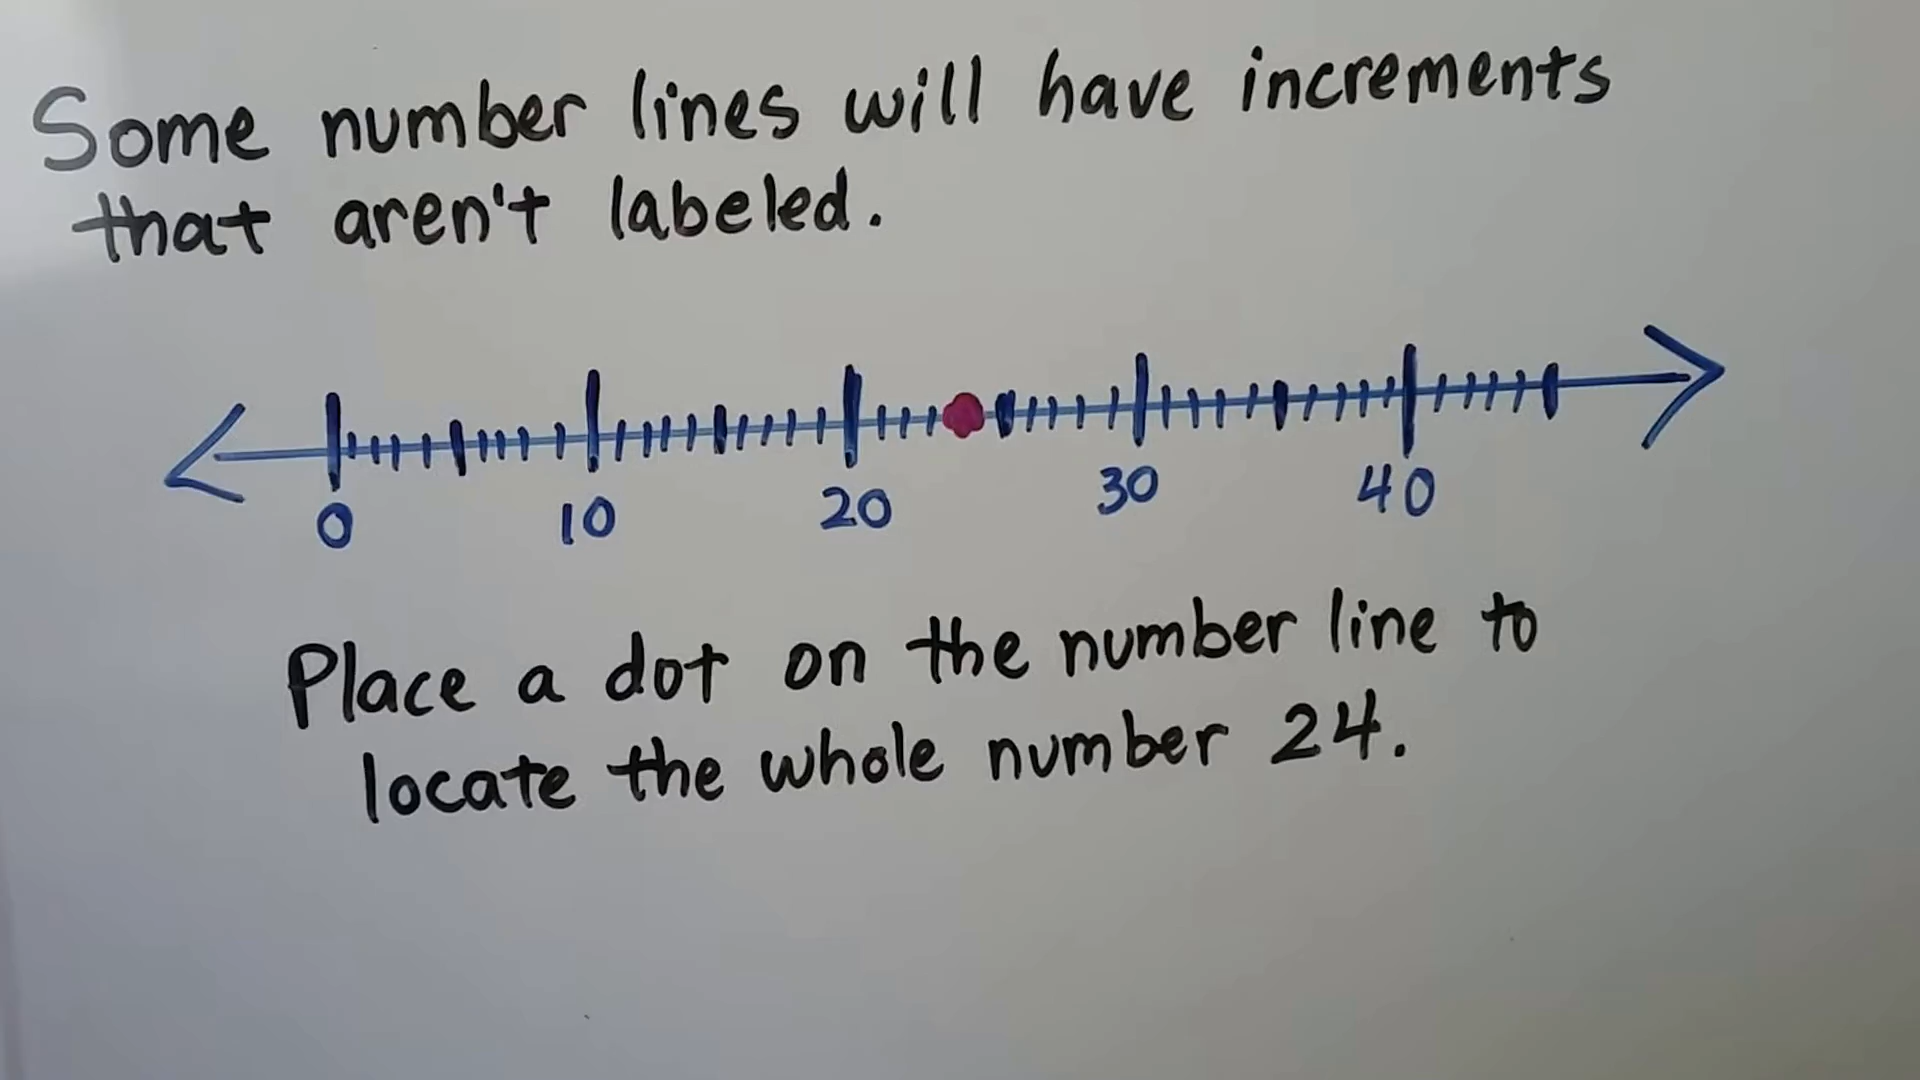 Some number lines will have increments
that aren't labeled.
0 10 20 30 40
Place a dot on the number line to
locate the whole number 24.